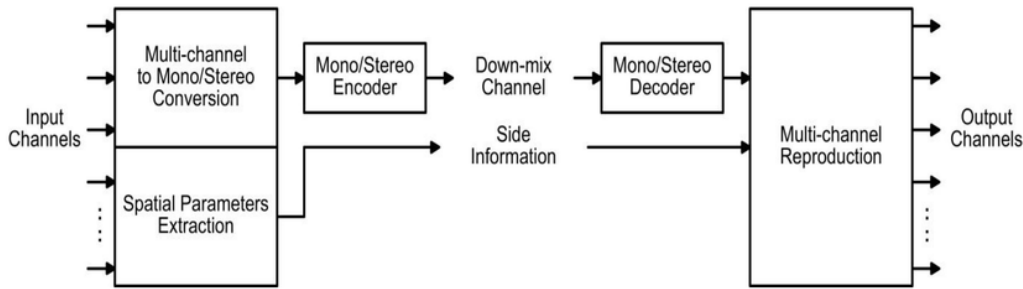 Input
Channels
Multi-channel
to Mono/Stereo
Conversion
Spatial Parameters
Extraction
Mono/Stereo
Encoder
Down-mix
Channel
Side
Information
Mono/Stereo
Decoder
Multi-channel
Reproduction
Output
Channels